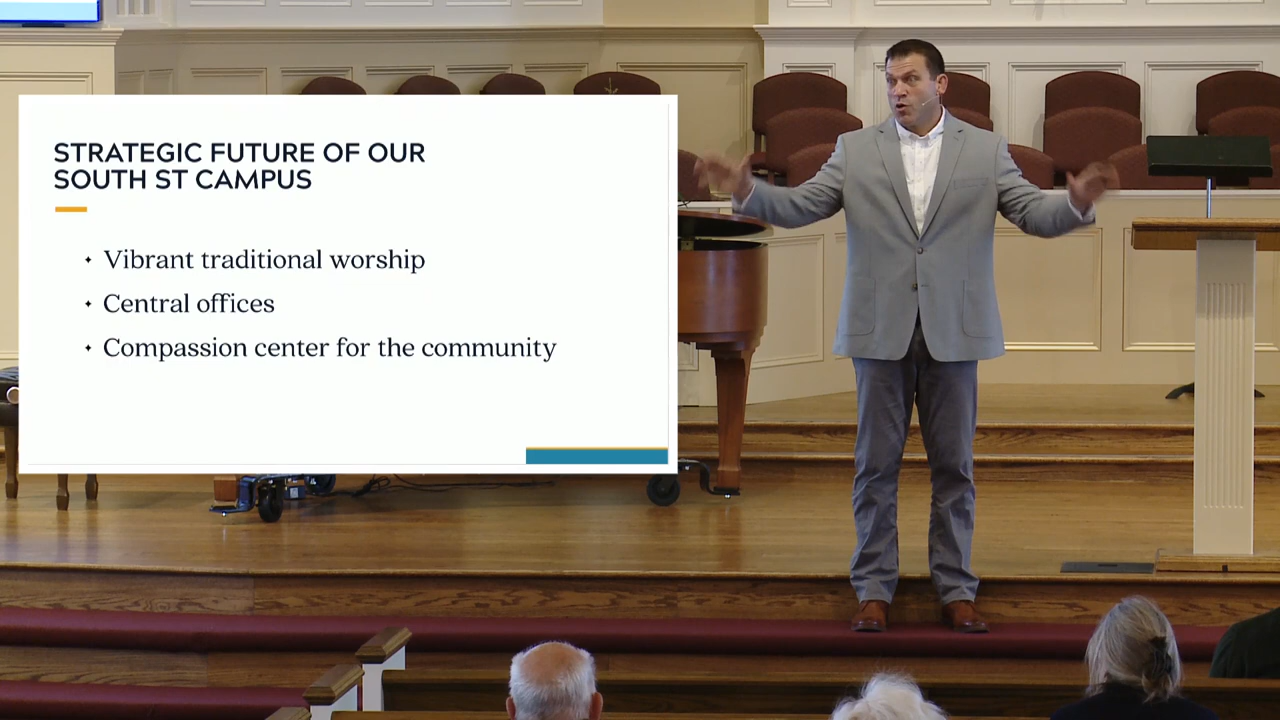 STRATEGIC FUTURE OF OUR
SOUTH ST CAMPUS
Vibrant traditional worship
Central offices
Compassion center for the community